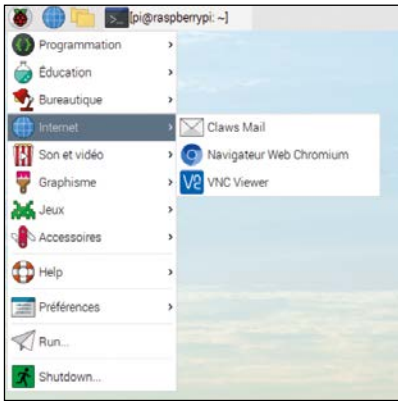 [pi@raspberrypi: ~]
Programmation
Éducation
Bureautique
Internet
Claws Mail
Son et vidéo
Navigateur Web Chromium
Graphisme
VNC Viewer
Jeux
Accessoires
Help
Préférences
Run...
Shutdown...